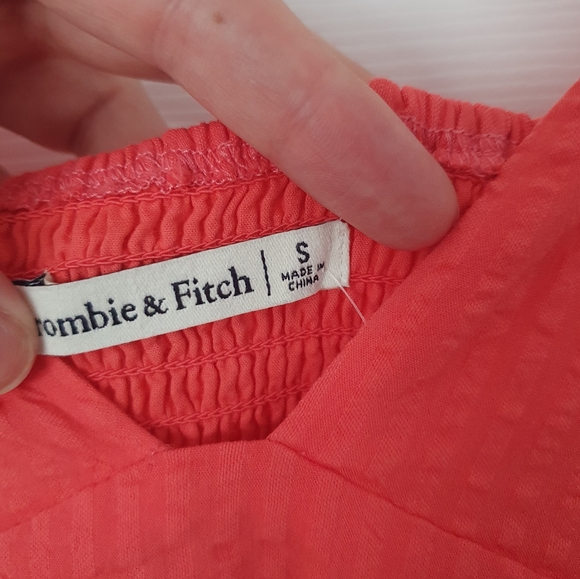 rombie & Fitch | S
MADE IN
CHINA